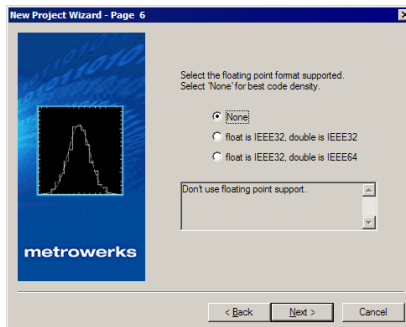 New Project Wizard - Page 6
Select the floating point format supported.
Select 'None' for best code density.
None
float is IEEE32, double is IEEE32
float is IEEE32, double is IEEE64
Don't use floating point support.
metrowerks
< Back
Next >
Cancel